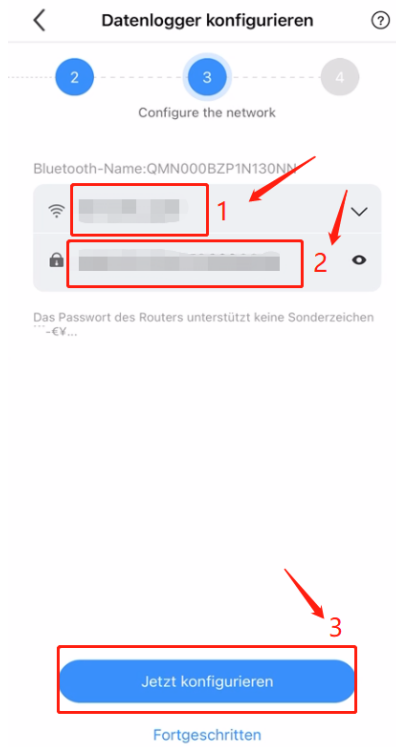 Datenlogger konfigurieren ?
2 3 4
Configure the network
Bluetooth-Name:QMN000BZP1N130NN
1
2
Das Passwort des Routers unterstützt keine Sonderzeichen
```-€¥...
3
Jetzt konfigurieren
Fortgeschritten